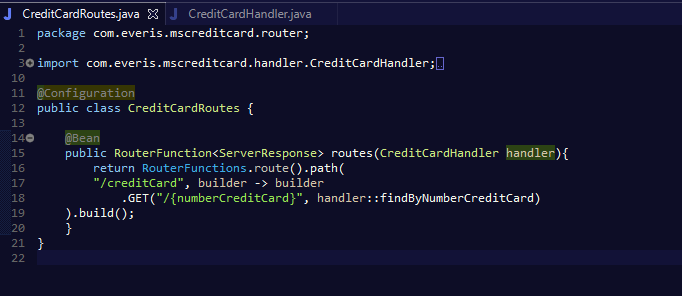 CreditCardRoutes.java CreditCardHandler.java
1 package com.everis.mscreditcard.router;
2
3 import com.everis.mscreditcard.handler.CreditCardHandler;
10
11 @Configuration
12 public class CreditCardRoutes {
13
14 @Bean
15 public RouterFunction<ServerResponse> routes(CreditCardHandler handler){
16 return RouterFunctions.route().path(
17 "/creditCard", builder -> builder
18 .GET("/{numberCreditCard}", handler::findByNumberCreditCard)
19 ).build();
20 }
21 }
22